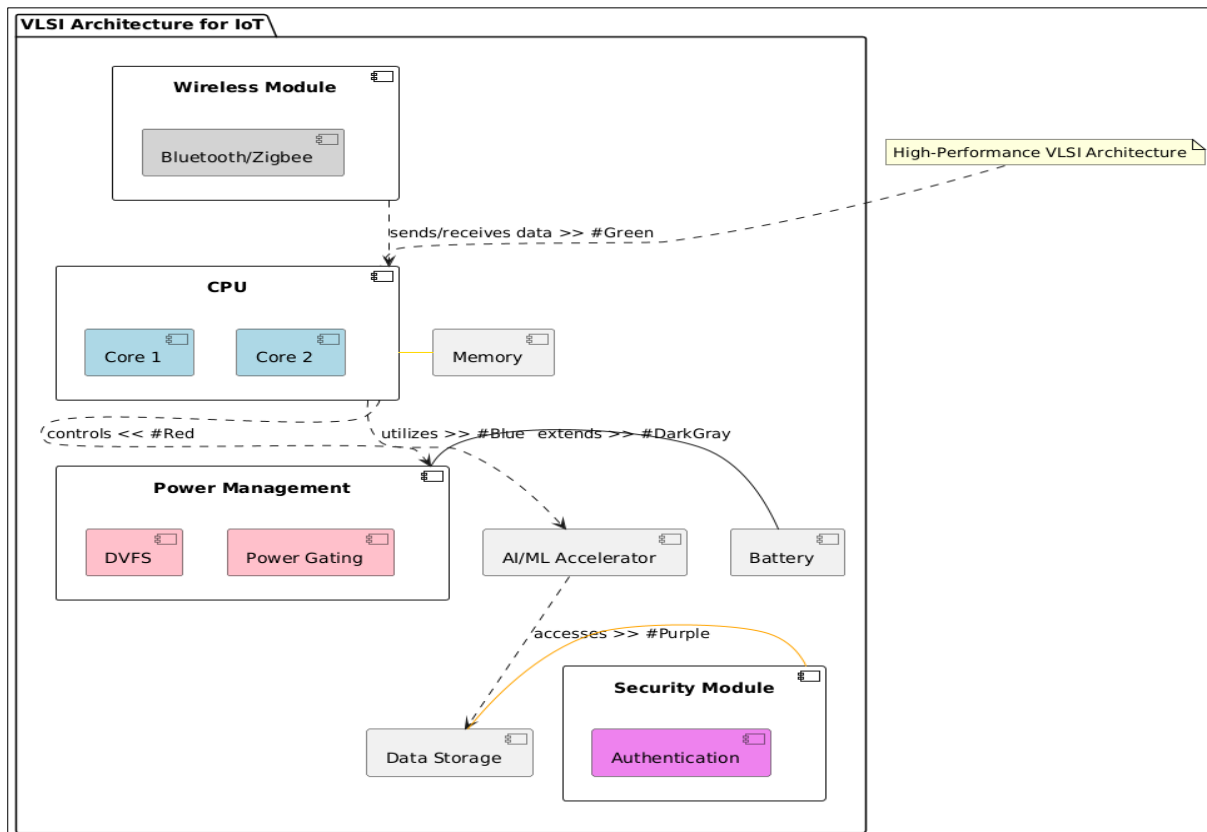 VLSI Architecture for IoT
Wireless Module
Bluetooth/Zigbee
High-Performance VLSI Architecture
sends/receives data >> #Green
CPU
Core 1
Core 2
Memory
controls << #Red
utilizes >> #Blue
extends >> #DarkGray
Power Management
DVFS
Power Gating
AI/ML Accelerator
Battery
accesses >> #Purple
Security Module
Data Storage
Authentication